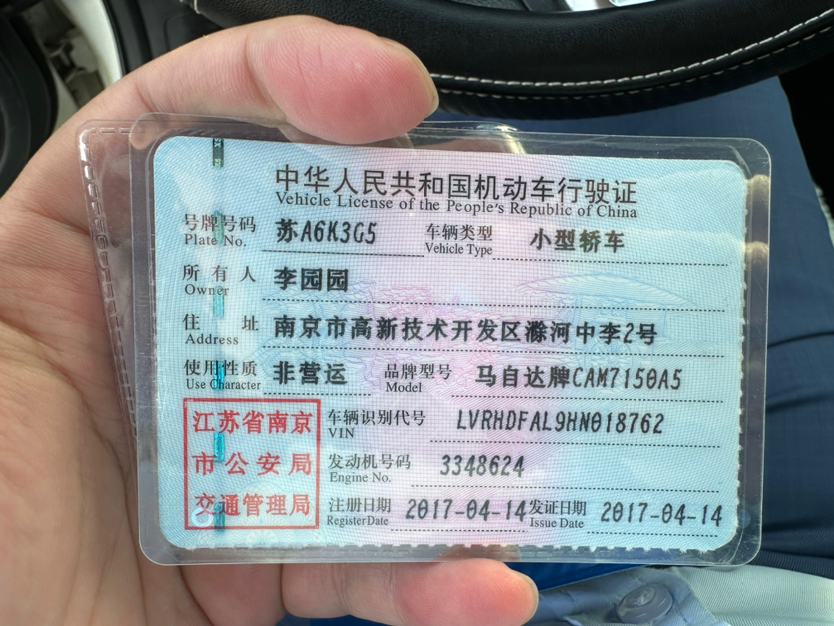 中华人民共和国机动车行驶证
Vehicle License of the People's Republic of China
号牌号码 苏A6K3G5 车辆类型 小型轿车
Plate No. Vehicle Type
所有人 李园园
Owner
住址 南京市高新技术开发区滁河中李2号
Address
使用性质 非营运 品牌型号 马自达牌CAM7150A5
Use Character Model
江苏省南京 车辆识别代号 LVRHDFAL9HN018762
VIN
市公安局 发动机号码 3348624
Engine No.
交通管理局 注册日期 2017-04-14 发证日期 2017-04-14
Register Date Issue Date